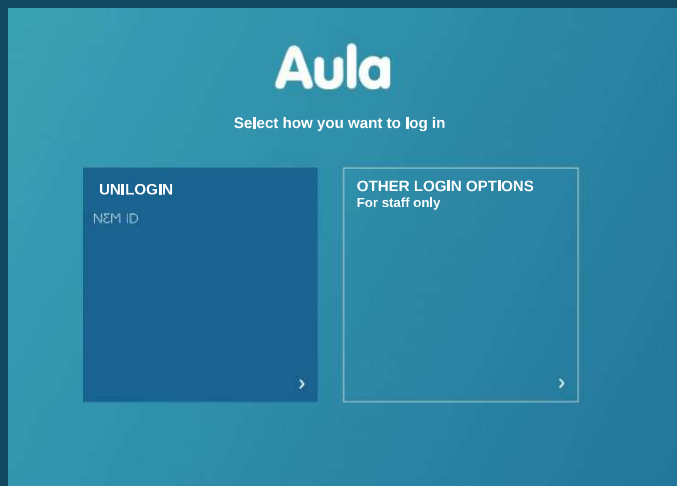 Aula
Select how you want to log in
UNILOGIN
NEM ID
OTHER LOGIN OPTIONS
For staff only